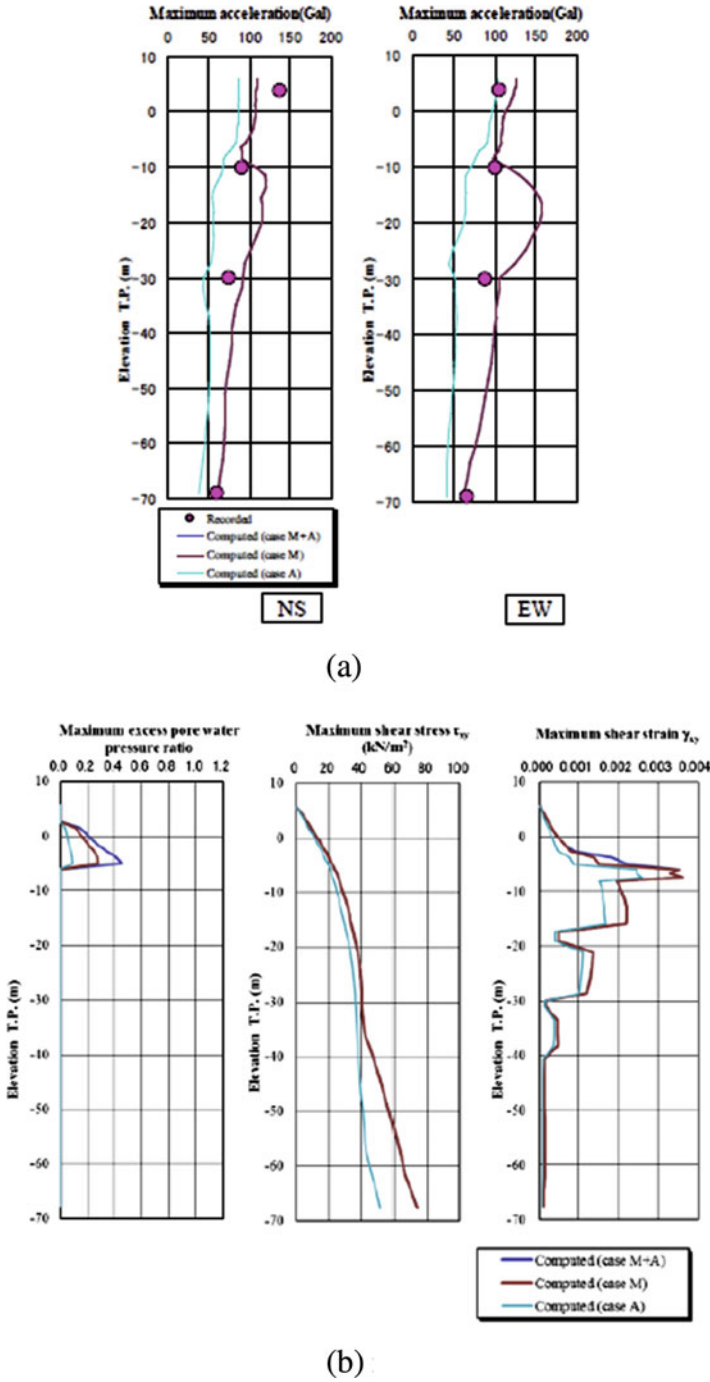 Maximum acceleration(Gal)
0 50 100 150 200
10
0
-10
-20
-30
-40
-50
-60
-70
Elevation T.P. (m)
Recorded
Computed (case M+A)
Computed (case M)
Computed (case A)
NS
Maximum acceleration(Gal)
0 50 100 150 200
10
0
-10
-20
-30
-40
-50
-60
-70
Elevation T.P. (m)
EW
(a)
Maximum excess pore water
pressure ratio
0.0 0.2 0.4 0.6 0.8 1.0 1.2
10
0
-10
-20
-30
-40
-50
-60
-70
Elevation T.P. (m)
Maximum shear stress τxy
(kN/m²)
0 20 40 60 80 100
10
0
-10
-20
-30
-40
-50
-60
-70
Elevation T.P. (m)
Maximum shear strain γxy
0.000 0.001 0.002 0.003 0.004
10
0
-10
-20
-30
-40
-50
-60
-70
Elevation T.P. (m)
Computed (case M+A)
Computed (case M)
Computed (case A)
(b)